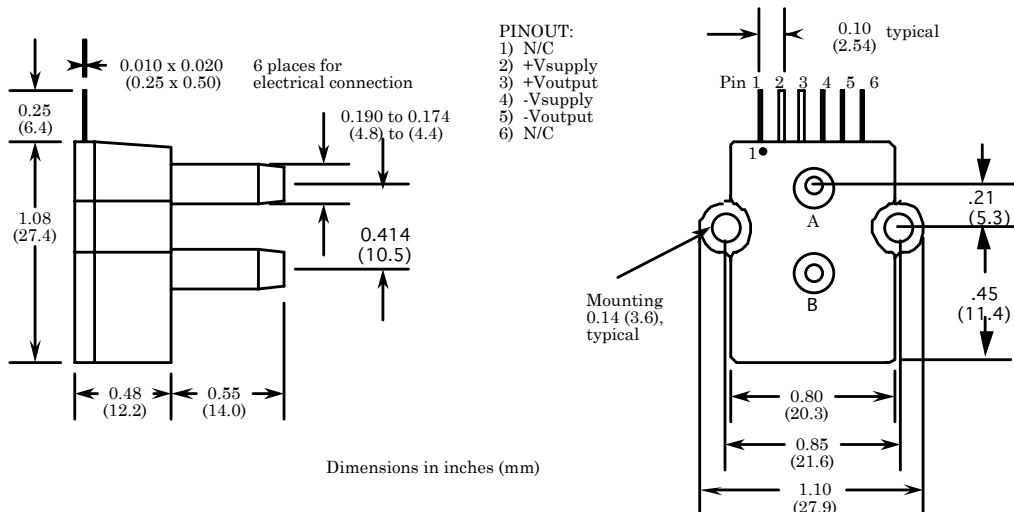 0.010 x 0.020
(0.25 x 0.50)
6 places for
electrical connection
0.25
(6.4)
0.190 to 0.174
(4.8) to (4.4)
1.08
(27.4)
0.414
(10.5)
0.48
(12.2)
0.55
(14.0)
Dimensions in inches (mm)
PINOUT:
1) N/C
2) +Vsupply
3) +Voutput
4) -Vsupply
5) -Voutput
6) N/C
0.10
(2.54)
typical
Pin 1 2 3 4 5 6
1
A
B
.21
(5.3)
.45
(11.4)
Mounting
0.14 (3.6),
typical
0.80
(20.3)
0.85
(21.6)
1.10
(27.9)